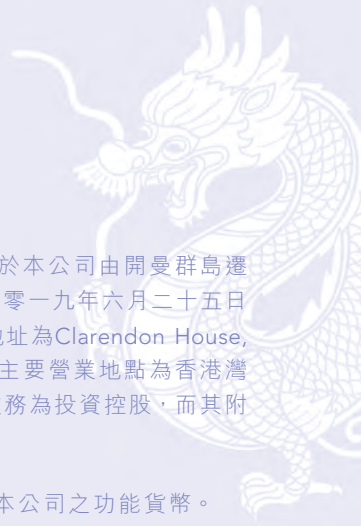 於本公司由開曼群島遷
零一九年六月二十五日
址為Clarendon House,
主要營業地點為香港灣
務為投資控股，而其附
本公司之功能貨幣。